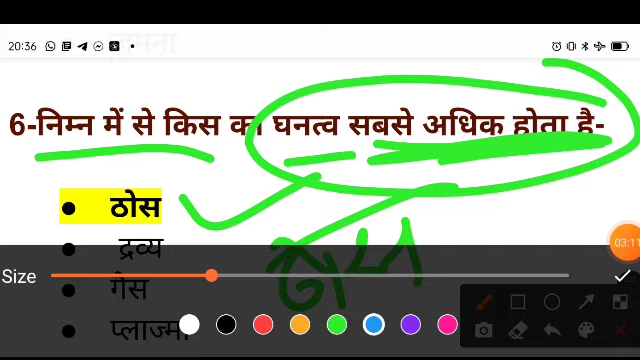 20:36
6-निम्न में से किस का घनत्व सबसे अधिक होता है-
● ठोस
● द्रव्य
● गेस
● प्लाज्मा
03:11
Size